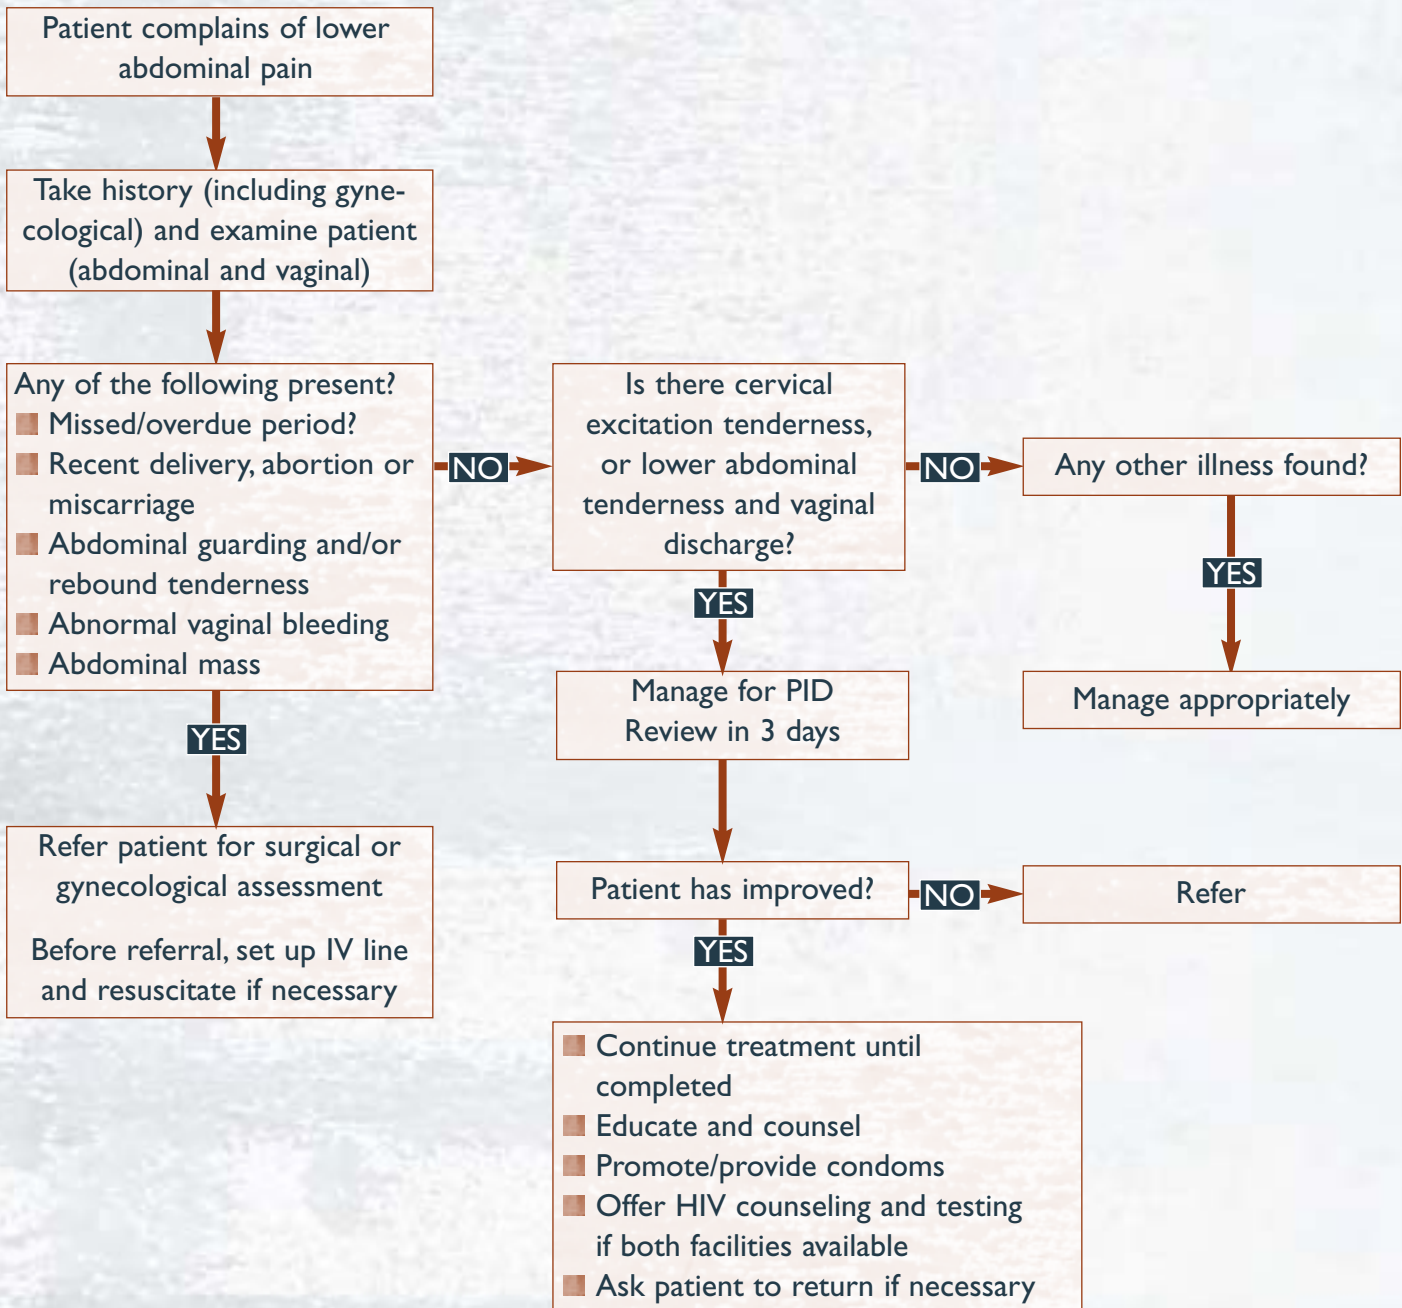 Patient complains of lower
abdominal pain
Take history (including gyne-
cological) and examine patient
(abdominal and vaginal)
Any of the following present?
Missed/overdue period?
Recent delivery, abortion or
miscarriage
Abdominal guarding and/or
rebound tenderness
Abnormal vaginal bleeding
Abdominal mass
NO
Is there cervical
excitation tenderness,
or lower abdominal
tenderness and vaginal
discharge?
NO
Any other illness found?
YES
Manage appropriately
YES
Manage for PID
Review in 3 days
YES
Refer patient for surgical or
gynecological assessment
Before referral, set up IV line
and resuscitate if necessary
Patient has improved?
NO
Refer
YES
Continue treatment until
completed
Educate and counsel
Promote/provide condoms
Offer HIV counseling and testing
if both facilities available
Ask patient to return if necessary